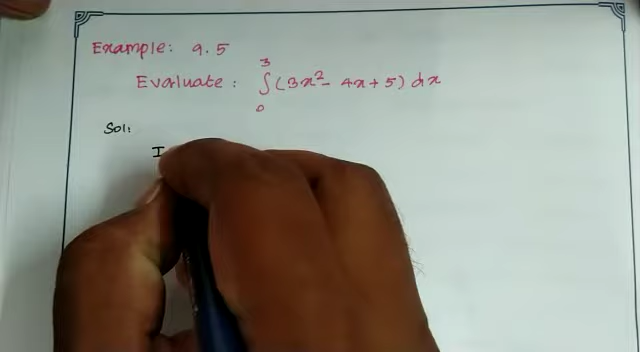 Example: 9.5
Evaluate: ∫₀³ (3x² - 4x + 5) dx
Sol:
I